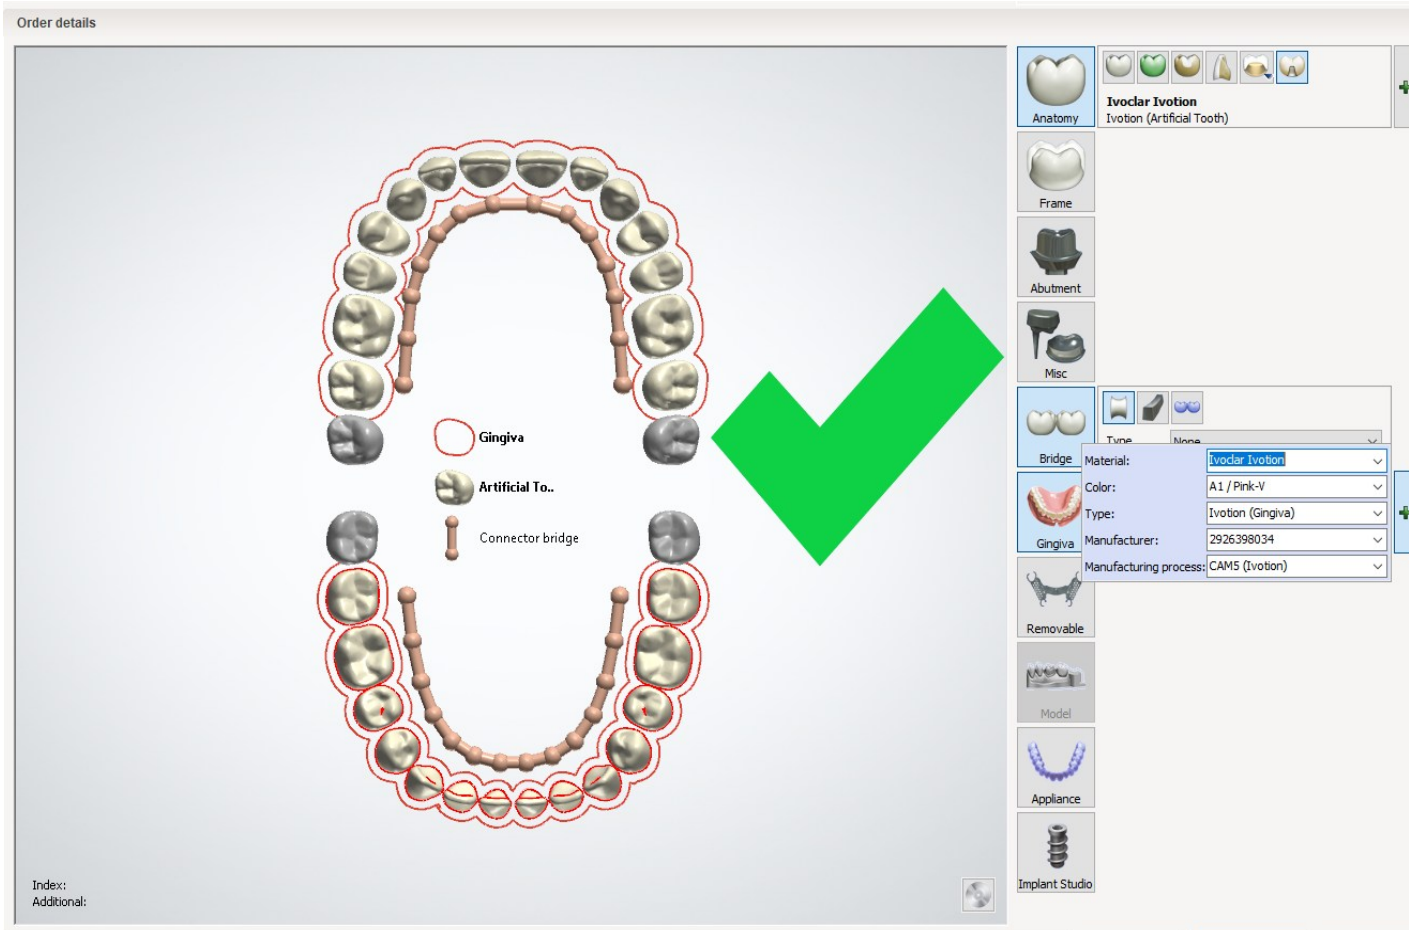 Order details
Anatomy
Ivoclar Ivotion
Ivotion (Artificial Tooth)
Frame
Abutment
Misc
Gingiva
Artificial To..
Connector bridge
Bridge
Type
None
Material:
Ivoclar Ivotion
Color:
A1 / Pink-V
Type:
Ivotion (Gingiva)
Gingiva
Manufacturer:
2926398034
Manufacturing process:
CAM5 (Ivotion)
Removable
Model
Appliance
Implant Studio
Index:
Additional: